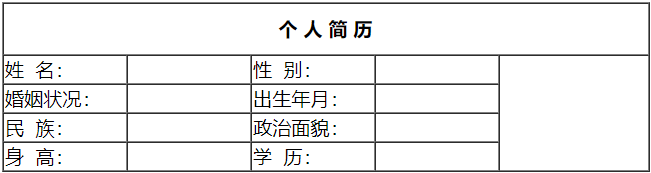 个 人 简 历
姓 名： 性 别：
婚姻状况： 出生年月：
民 族： 政治面貌：
身 高： 学 历：